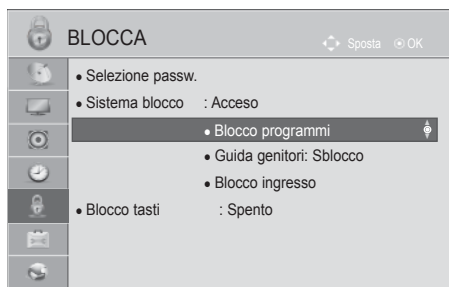 BLOCCA Sposta OK
• Selezione passw.
• Sistema blocco : Acceso
• Blocco programmi
• Guida genitori: Sblocco
• Blocco ingresso
• Blocco tasti : Spento